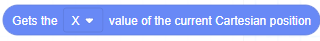 Gets the X value of the current Cartesian position